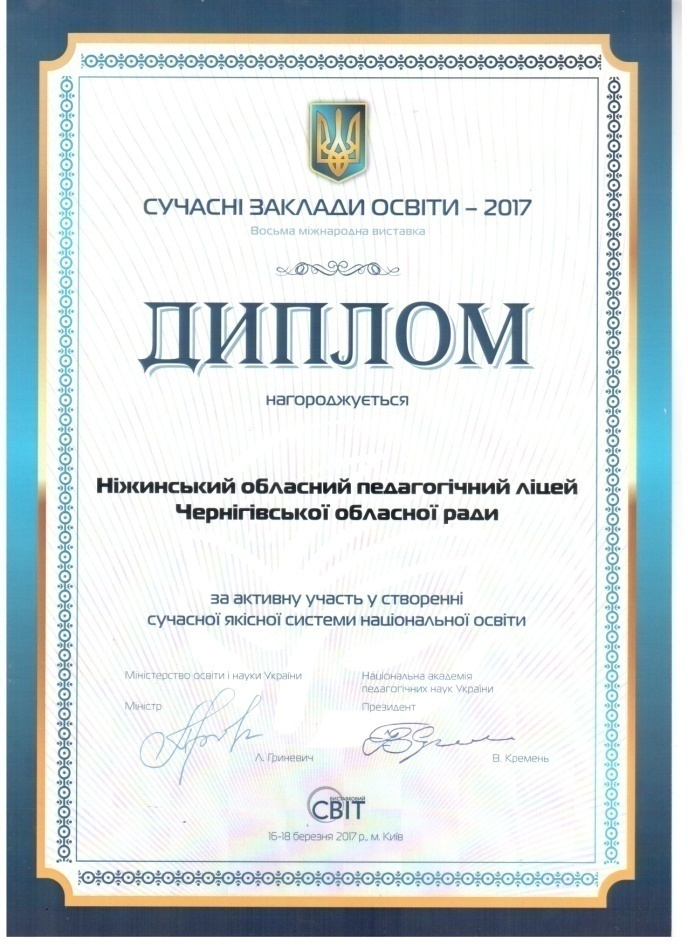 СУЧАСНІ ЗАКЛАДИ ОСВІТИ – 2017
Восьма міжнародна виставка
ДИПЛОМ
нагороджується
Ніжинський обласний педагогічний ліцей
Чернігівської обласної ради
за активну участь у створенні
сучасної якісної системи національної освіти
Міністерство освіти і науки України
Міністр
Л. Гриневич
Національна академія
педагогічних наук України
Президент
В. Кремень
ВИСТАВКОВИЙ
СВІТ
16-18 березня 2017 р., м. Київ